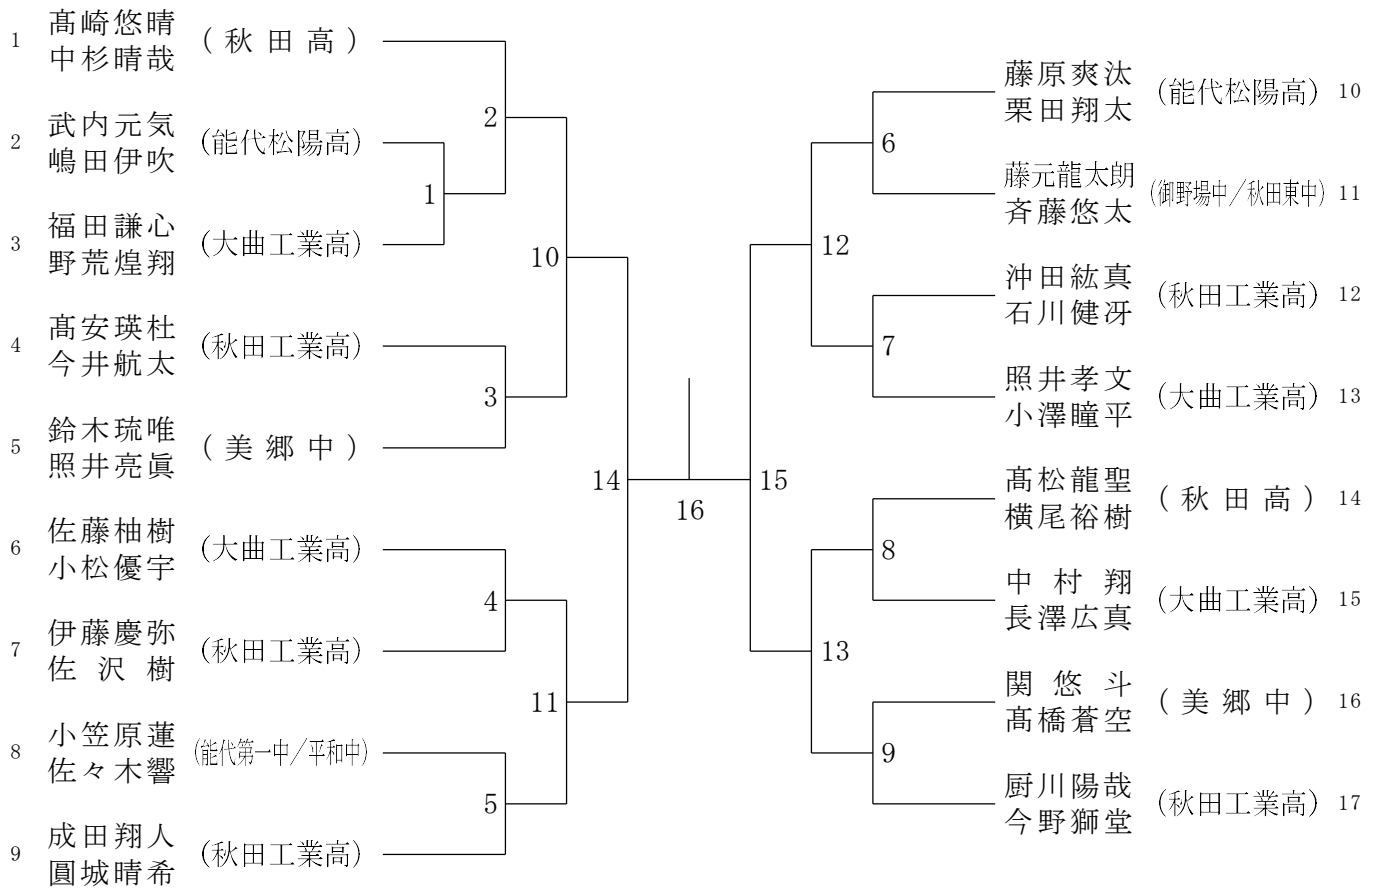 1 髙崎悠晴
中杉晴哉 (秋田高)
2 武内元気
嶋田伊吹 (能代松陽高)
3 福田謙心
野荒煌翔 (大曲工業高)
4 髙安瑛杜
今井航太 (秋田工業高)
5 鈴木琉唯
照井亮眞 (美郷中)
6 佐藤柚樹
小松優宇 (大曲工業高)
7 伊藤慶弥
佐沢樹 (秋田工業高)
8 小笠原蓮
佐々木響 (能代第一中/平和中)
9 成田翔人
圓城晴希 (秋田工業高)
2
1
10
3
14
4
11
5
16
6
12
7
15
8
13
9
藤原爽汰
栗田翔太 (能代松陽高) 10
藤元龍太朗
斉藤悠太 (御野場中/秋田東中) 11
沖田紘真
石川健冴 (秋田工業高) 12
照井孝文
小澤瞳平 (大曲工業高) 13
髙松龍聖
横尾裕樹 (秋田高) 14
中村翔
長澤広真 (大曲工業高) 15
関悠斗
髙橋蒼空 (美郷中) 16
厨川陽哉
今野獅堂 (秋田工業高) 17